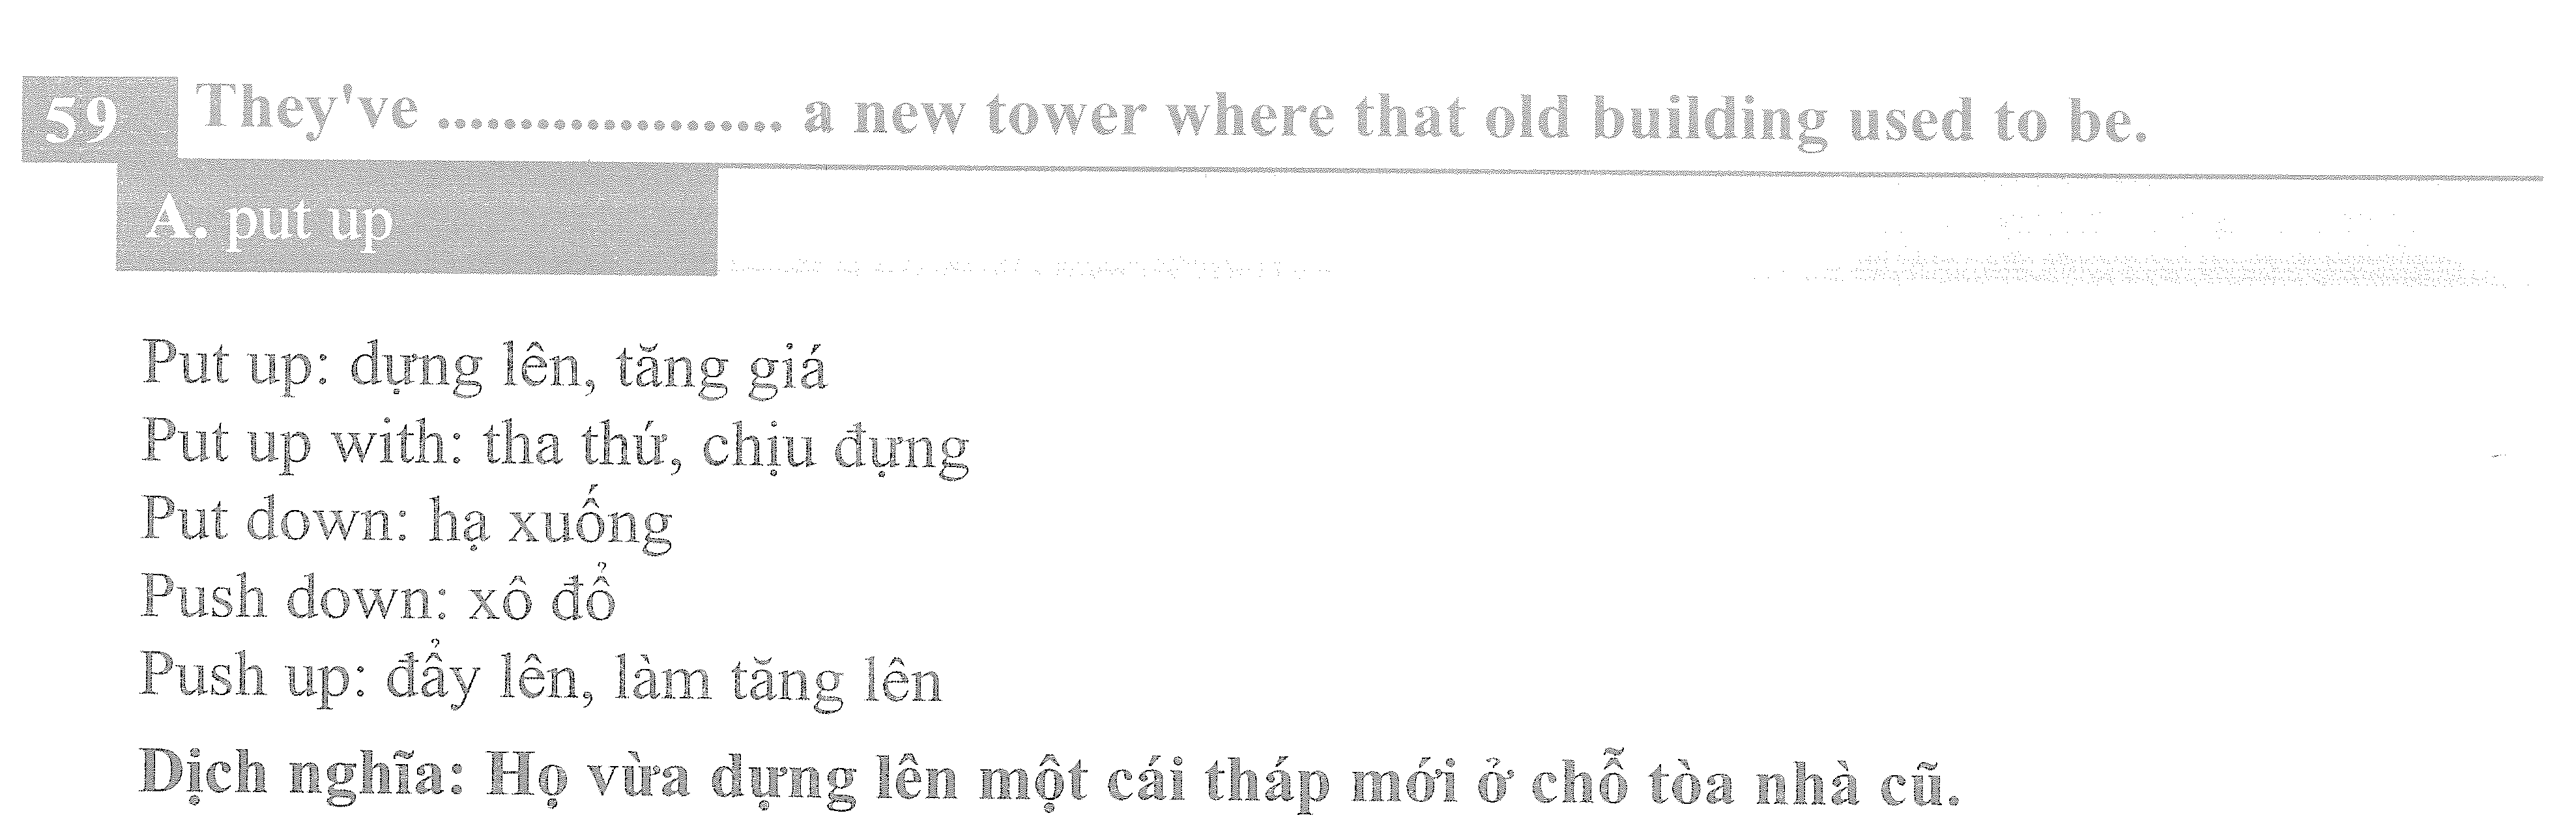 59 They've ..................... a new tower where that old building used to be.
A. put up
Put up: dựng lên, tăng giá
Put up with: tha thứ, chịu đựng
Put down: hạ xuống
Push down: xô đổ
Push up: đẩy lên, làm tăng lên
Dịch nghĩa: Họ vừa dựng lên một cái tháp mới ở chỗ tòa nhà cũ.